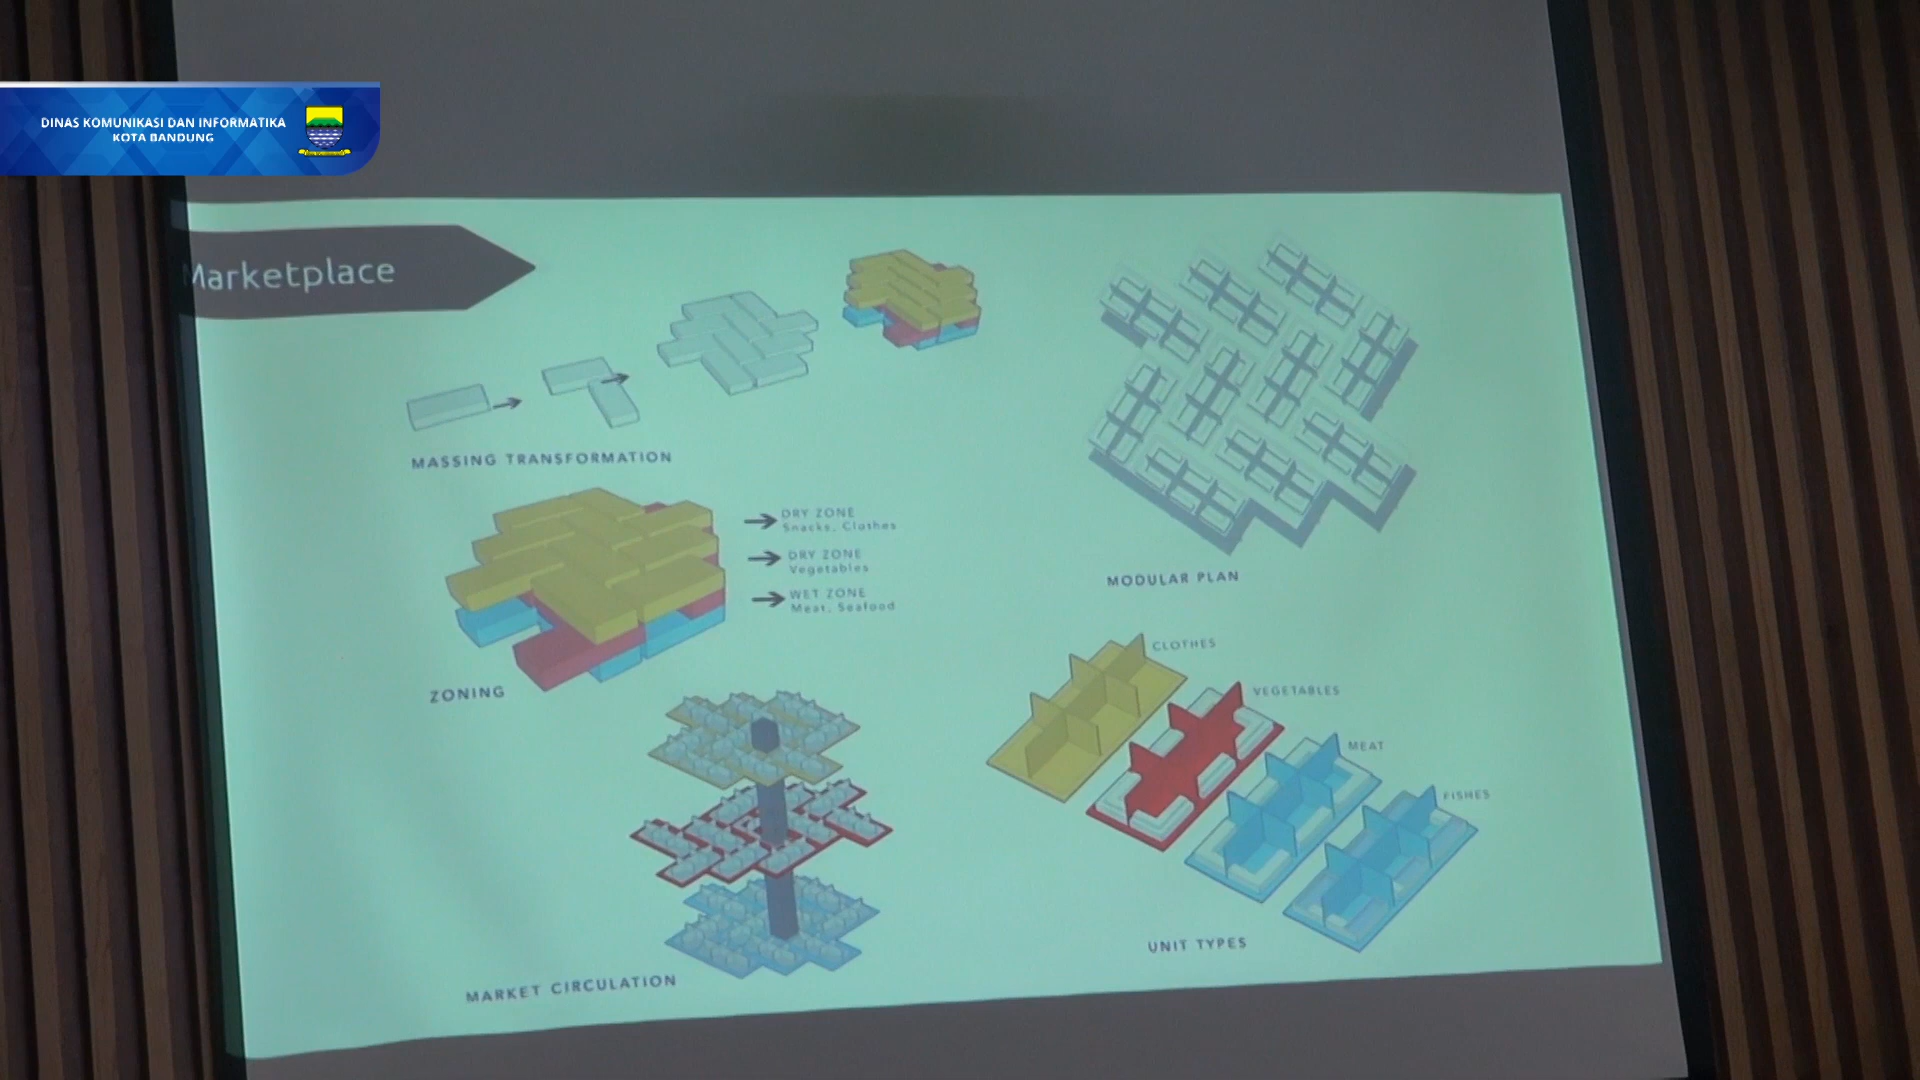 DINAS KOMUNIKASI DAN INFORMATIKA
KOTA BANDUNG
Marketplace
MASSING TRANSFORMATION
DRY ZONE
Snacks, Clothes
DRY ZONE
Vegetables
WET ZONE
Meat, Seafood
ZONING
MARKET CIRCULATION
MODULAR PLAN
CLOTHES
VEGETABLES
MEAT
FISHES
UNIT TYPES